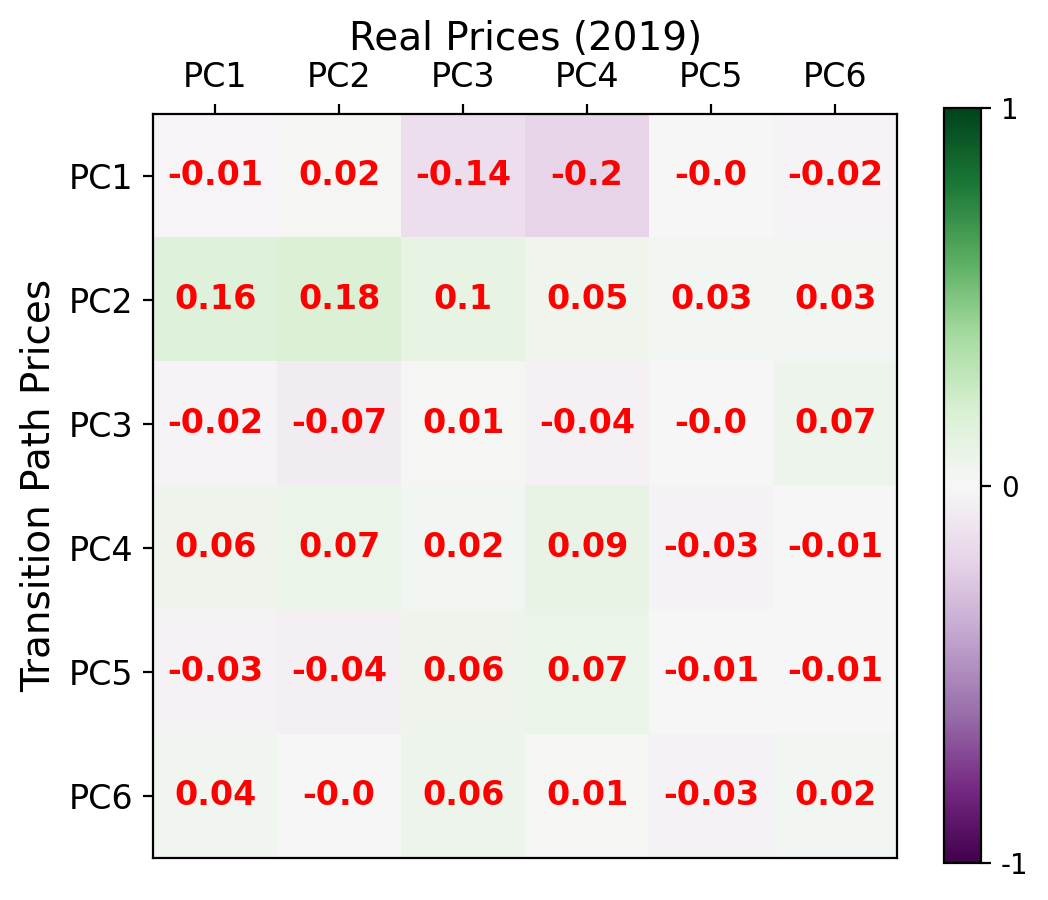 Real Prices (2019)
PC1 PC2 PC3 PC4 PC5 PC6
Transition Path Prices
PC1 -0.01 0.02 -0.14 -0.2 -0.0 -0.02
PC2 0.16 0.18 0.1 0.05 0.03 0.03
PC3 -0.02 -0.07 0.01 -0.04 -0.0 0.07
PC4 0.06 0.07 0.02 0.09 -0.03 -0.01
PC5 -0.03 -0.04 0.06 0.07 -0.01 -0.01
PC6 0.04 -0.0 0.06 0.01 -0.03 0.02
1
0
-1